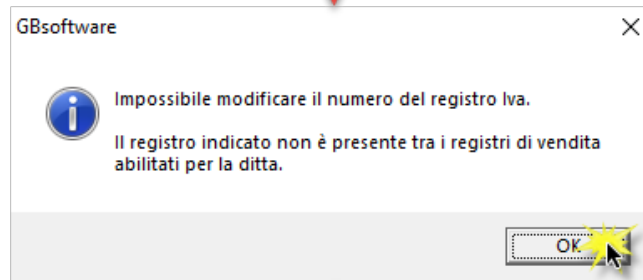 GBsoftware
Impossibile modificare il numero del registro Iva.
Il registro indicato non è presente tra i registri di vendita
abilitati per la ditta.
OK